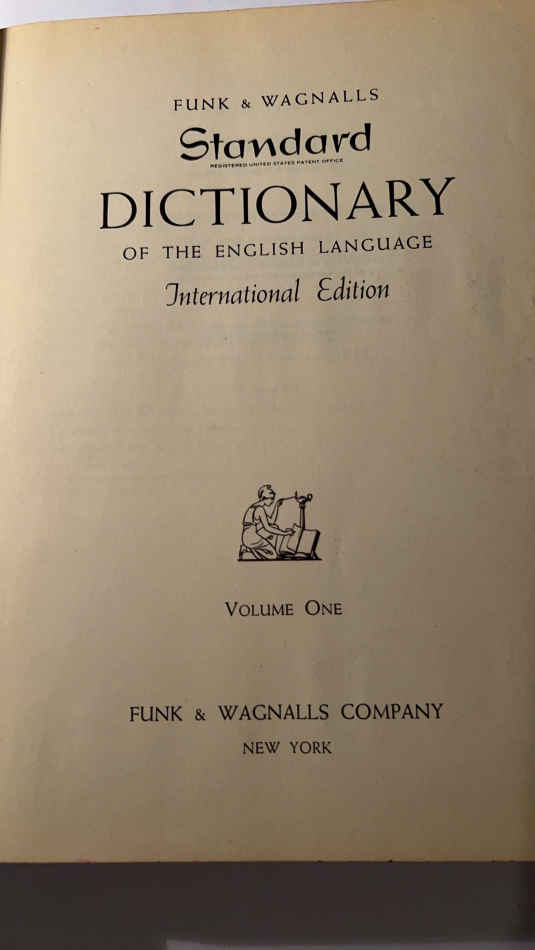 FUNK & WAGNALLS
Standard
REGISTERED UNITED STATES PATENT OFFICE
DICTIONARY
OF THE ENGLISH LANGUAGE
International Edition
VOLUME ONE
FUNK & WAGNALLS COMPANY
NEW YORK